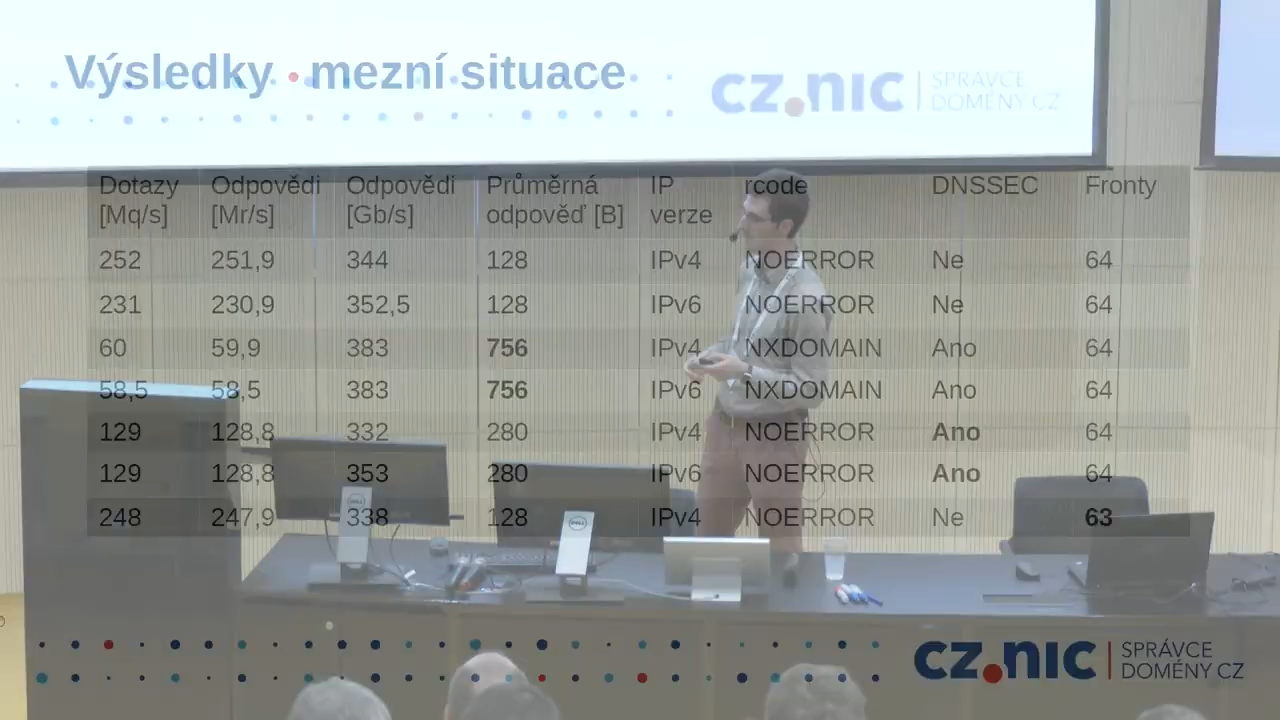 Výsledky mezní situace
CZ.NIC SPRÁVCE
DOMÉNY CZ
Dotazy [Mq/s] Odpovědi [Mr/s] Odpovědi [Gb/s] Průměrná odpověď [B] IP verze rcode DNSSEC Fronty
252 251,9 344 128 IPv4 NOERROR Ne 64
231 230,9 352,5 128 IPv6 NOERROR Ne 64
60 59,9 383 756 IPv4 NXDOMAIN Ano 64
58,5 58,5 383 756 IPv6 NXDOMAIN Ano 64
129 128,8 332 280 IPv4 NOERROR Ano 64
129 128,8 353 280 IPv6 NOERROR Ano 64
248 247,9 338 128 IPv4 NOERROR Ne 63
DELL
DELL
CZ.NIC SPRÁVCE
DOMÉNY CZ